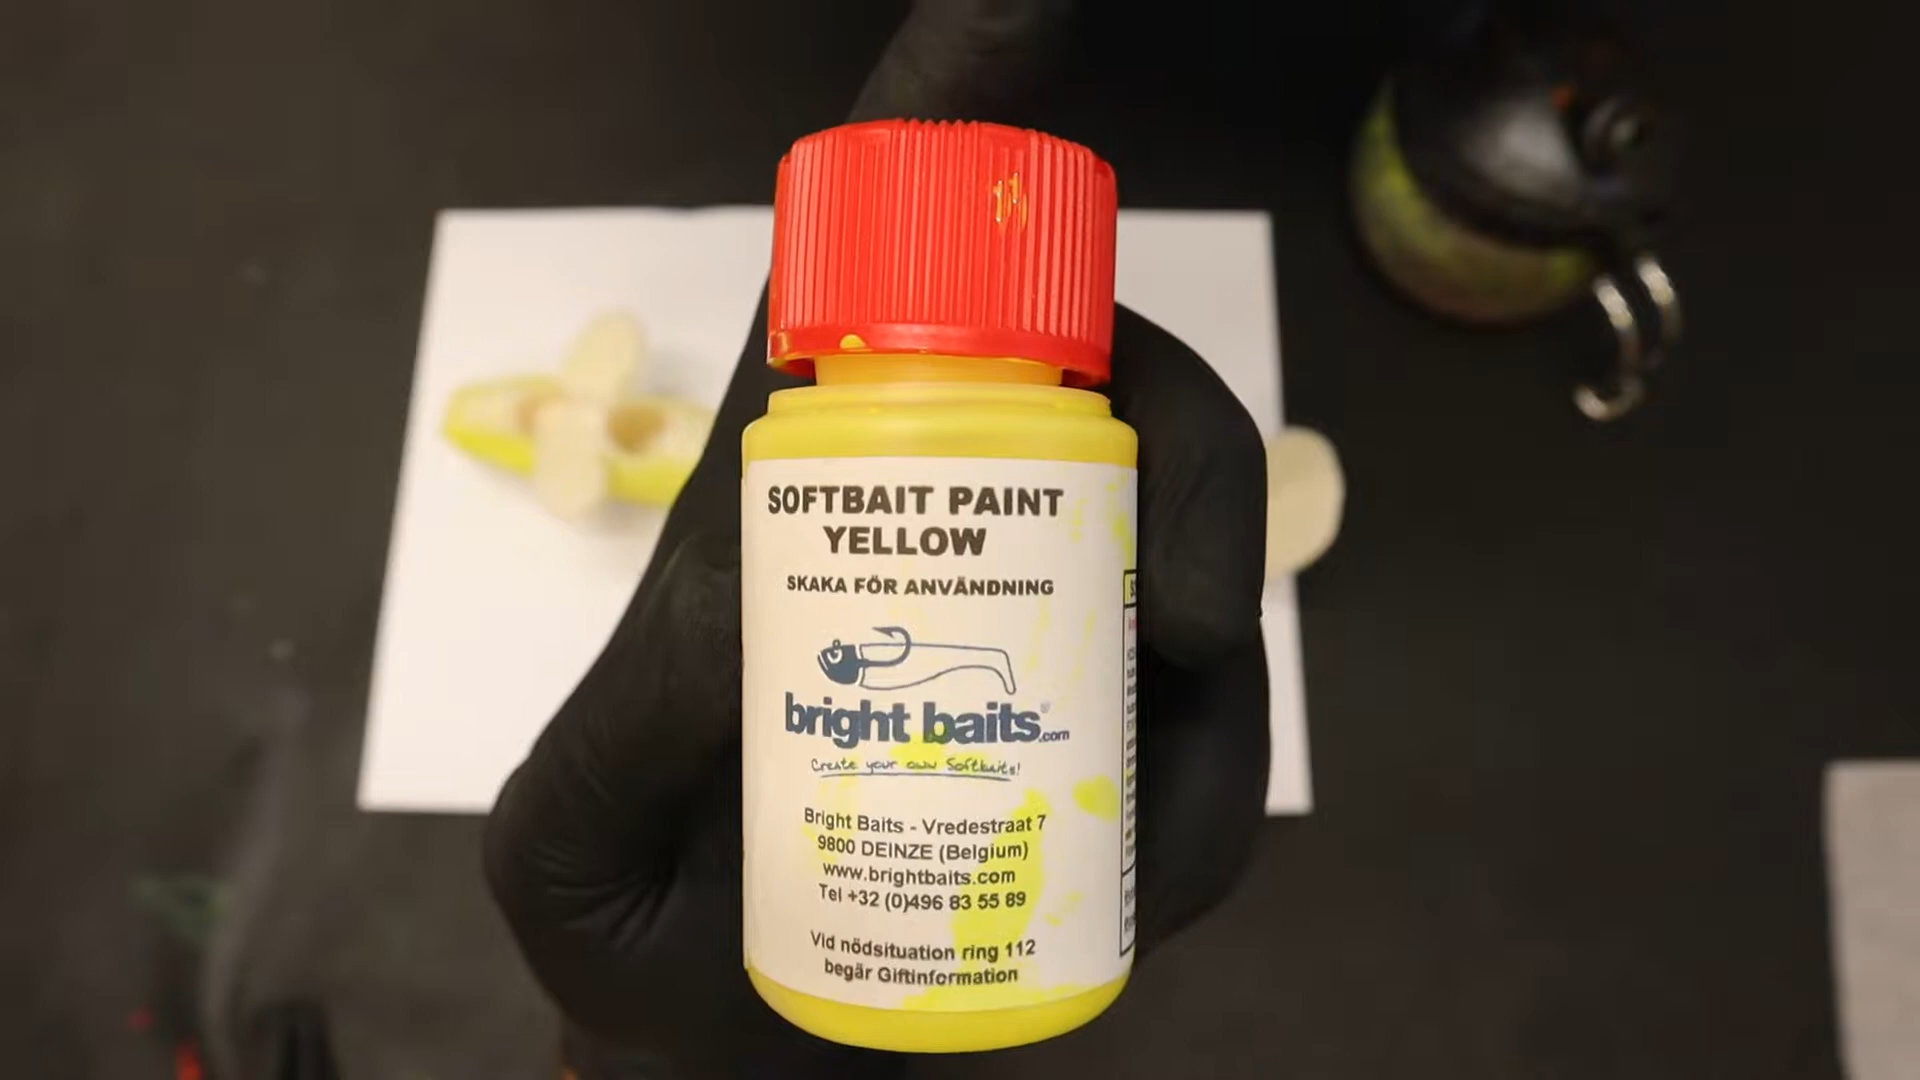 SOFTBAIT PAINT
YELLOW
SKAKA FÖR ANVÄNDNING
bright baits.com
Create your own Softbaits!
Bright Baits - Vredestraat 7
9800 DEINZE (Belgium)
www.brightbaits.com
Tel +32 (0)496 83 55 89
Vid nödsituation ring 112
begär Giftinformation